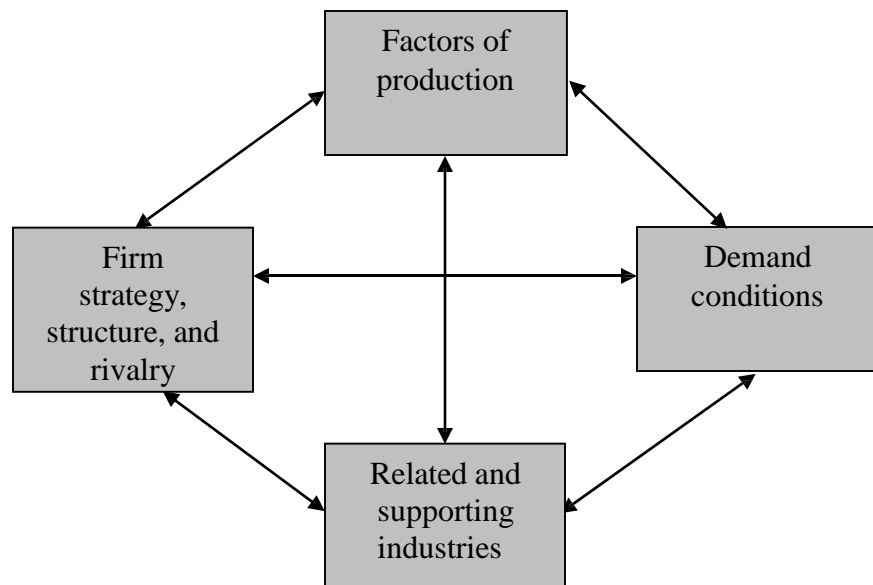 Factors of
production
Firm
strategy,
structure, and
rivalry
Demand
conditions
Related and
supporting
industries